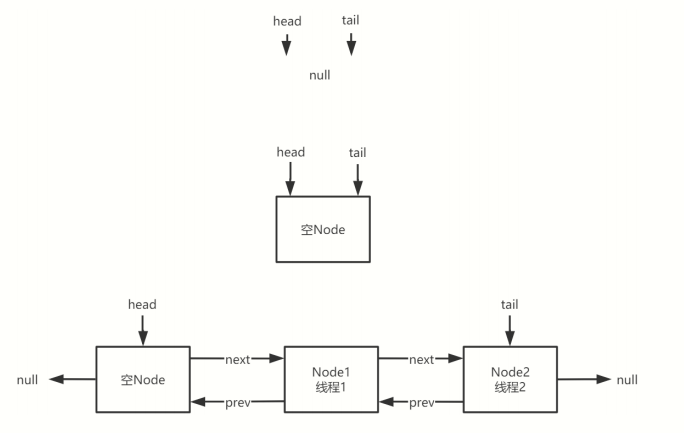 head tail
null
head tail
空Node
head tail
null 空Node next prev Node1 线程1 next prev Node2 线程2 null